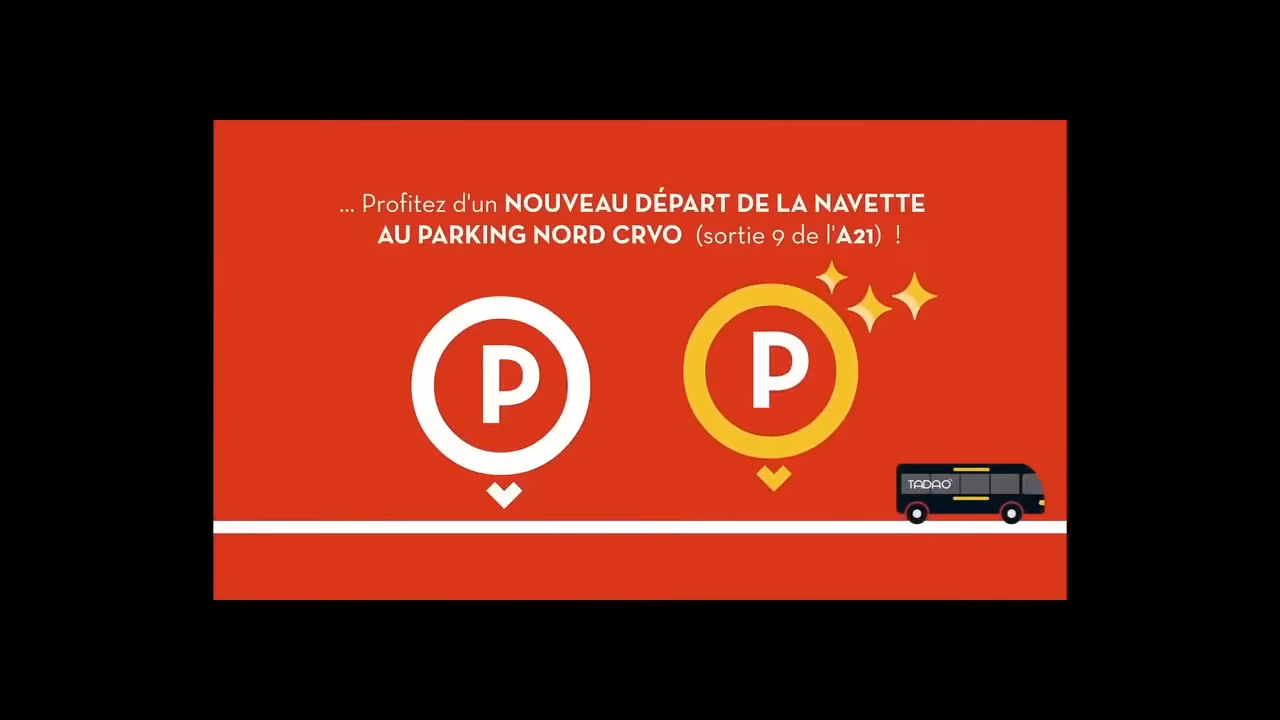 ... Profitez d'un NOUVEAU DÉPART DE LA NAVETTE
AU PARKING NORD CRVO (sortie 9 de l'A21) !
P
P
TADAO